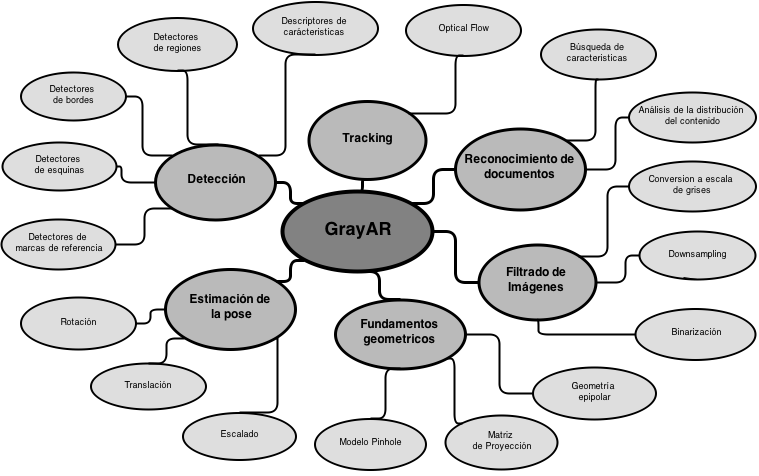 Descriptores de
carácteristicas
Optical Flow
Detectores
de regiones
Búsqueda de
caracteristicas
Detectores
de bordes
Análisis de la distribución
del contenido
Tracking
Reconocimiento de
documentos
Detectores
de esquinas
Detección
Conversion a escala
de grises
GrayAR
Detectores de
marcas de referencia
Downsampling
Filtrado de
Imágenes
Estimación de
la pose
Rotación
Fundamentos
geometricos
Binarización
Translación
Geometría
epipolar
Escalado
Modelo Pinhole
Matriz
de Proyección